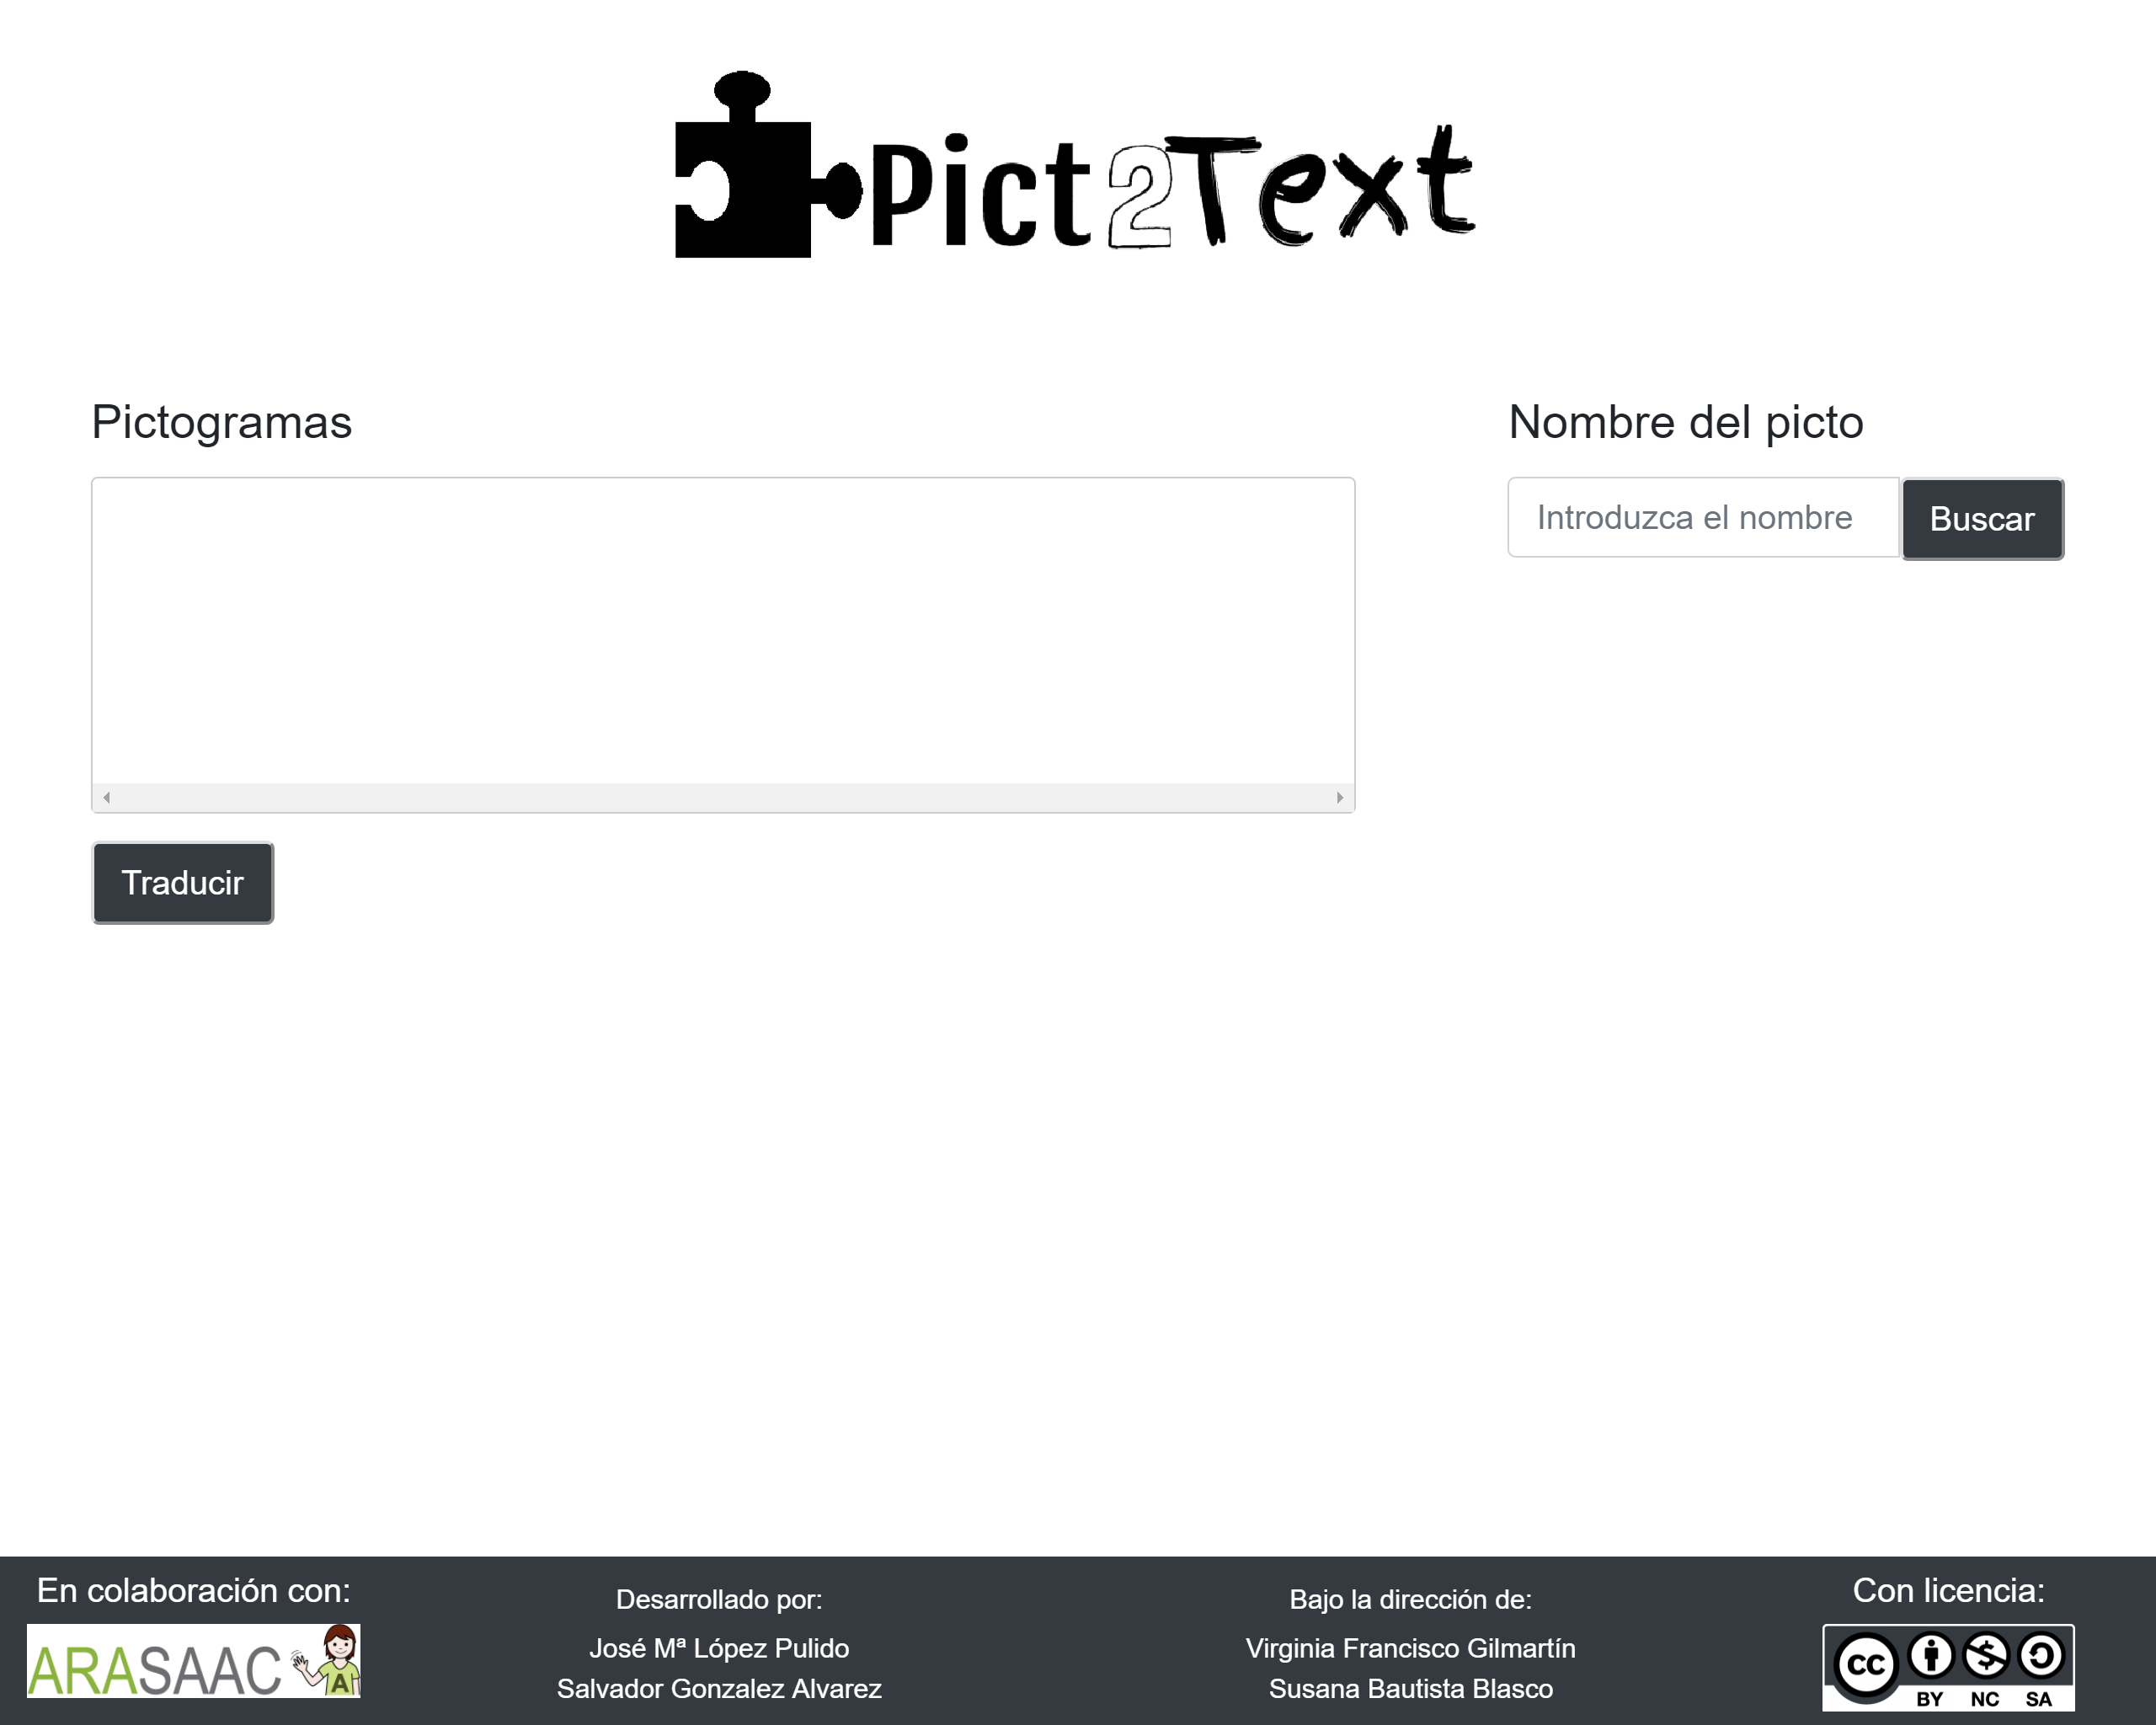 Pict2Text
Pictogramas
Nombre del picto
Introduzca el nombre
Buscar
Traducir
En colaboración con:
ARASAAC
A
Desarrollado por:
José Mª López Pulido
Salvador Gonzalez Alvarez
Bajo la dirección de:
Virginia Francisco Gilmartín
Susana Bautista Blasco
Con licencia:
cc
BY NC SA